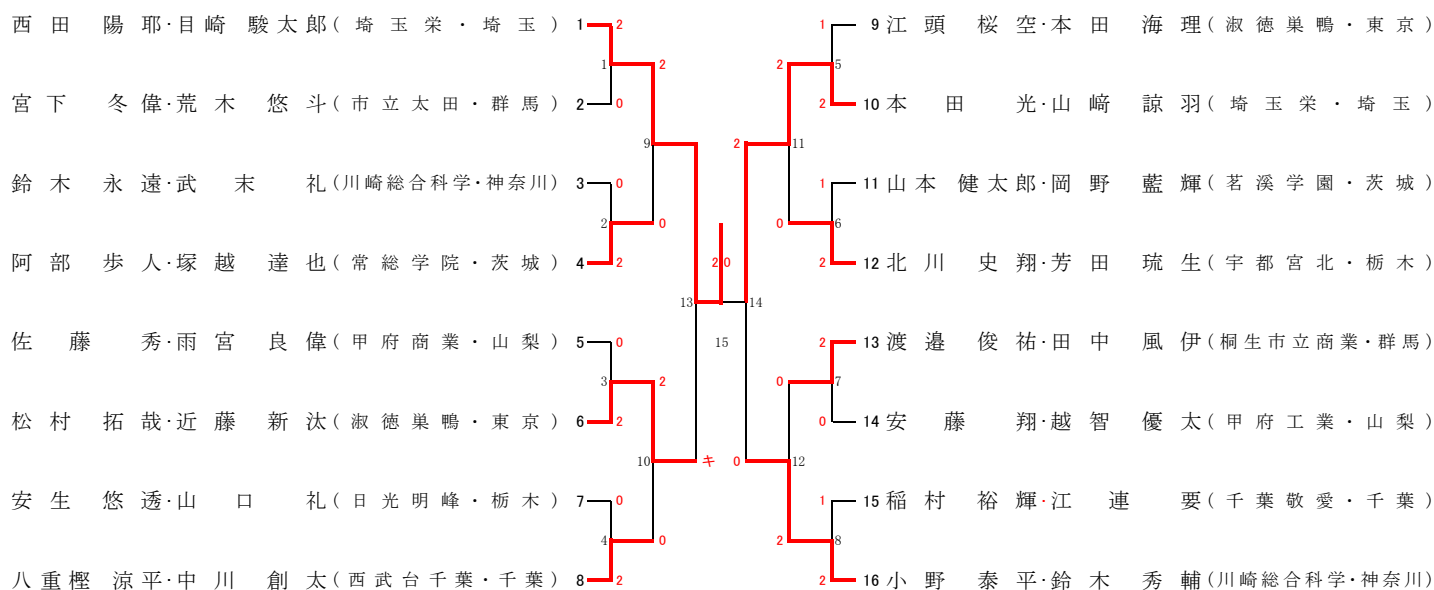 西田 陽耶・目崎 駿太郎(埼玉栄・埼玉) 1 2 1 9 江頭 桜空・本田 海理(淑徳巣鴨・東京)
1 2 2 5
宮下 冬偉・荒木 悠斗(市立太田・群馬) 2 0 2 10 本田 光・山﨑 諒羽(埼玉栄・埼玉)
9 2 11
鈴木 永遠・武末 礼(川崎総合科学・神奈川) 3 0 1 11 山本 健太郎・岡野 藍輝(茗溪学園・茨城)
2 0 0 6
阿部 歩人・塚越 達也(常総学院・茨城) 4 2 2 0 2 12 北川 史翔・芳田 琉生(宇都宮北・栃木)
13 14
佐藤 秀・雨宮 良偉(甲府商業・山梨) 5 0 15 2 13 渡邉 俊祐・田中 風伊(桐生市立商業・群馬)
3 2 0 7
松村 拓哉・近藤 新汰(淑徳巣鴨・東京) 6 2 0 14 安藤 翔・越智 優太(甲府工業・山梨)
10 キ 0 12
安生 悠透・山口 礼(日光明峰・栃木) 7 0 1 15 稲村 裕輝・江連 要(千葉敬愛・千葉)
4 0 2 8
八重樫 涼平・中川 創太(西武台千葉・千葉) 8 2 2 16 小野 泰平・鈴木 秀輔(川崎総合科学・神奈川)